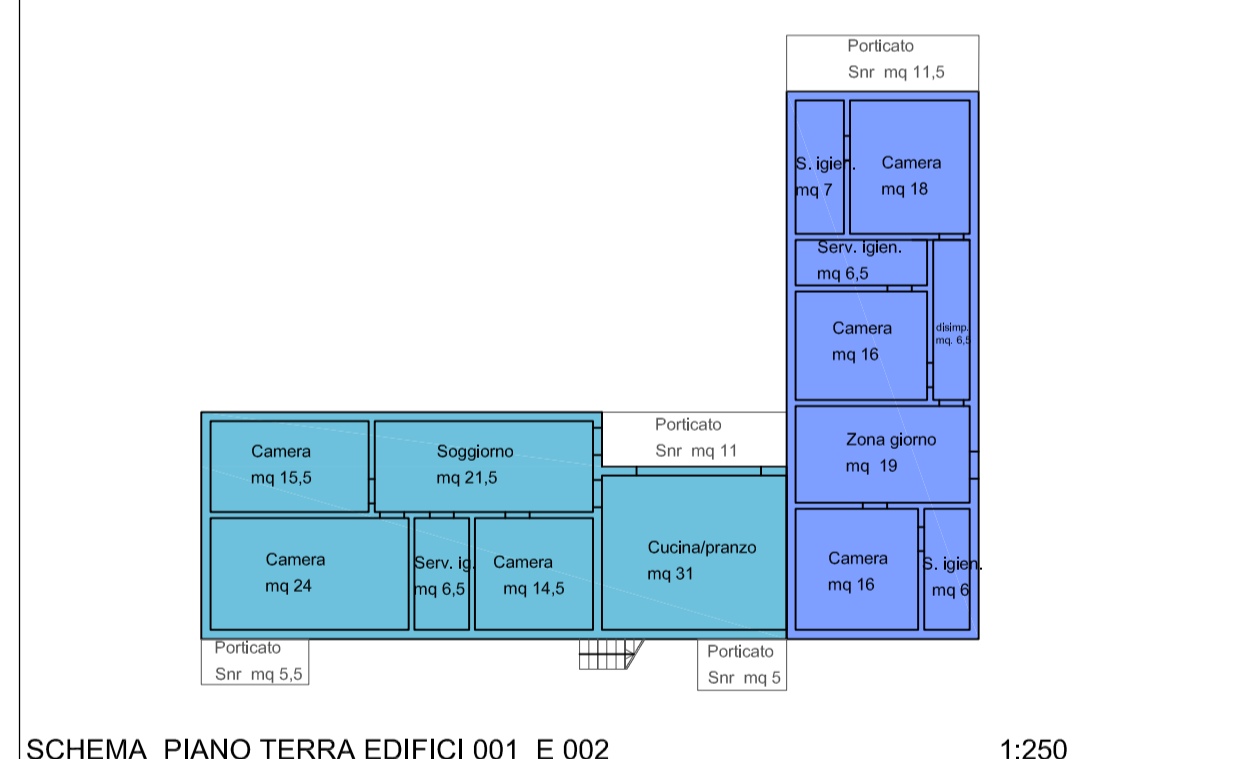 Porticato
Snr mq 11,5
S. igien.
mq 7
Camera
mq 18
Serv. igien.
mq 6,5
Camera
mq 16
disimp.
mq. 6,5
Porticato
Snr mq 11
Zona giorno
mq 19
Camera
mq 15,5
Soggiorno
mq 21,5
Camera
mq 24
Serv. ig.
mq 6,5
Camera
mq 14,5
Cucina/pranzo
mq 31
Camera
mq 16
S. igien.
mq 6
Porticato
Snr mq 5,5
Porticato
Snr mq 5
SCHEMA PIANO TERRA EDIFICI 001 E 002
1:250